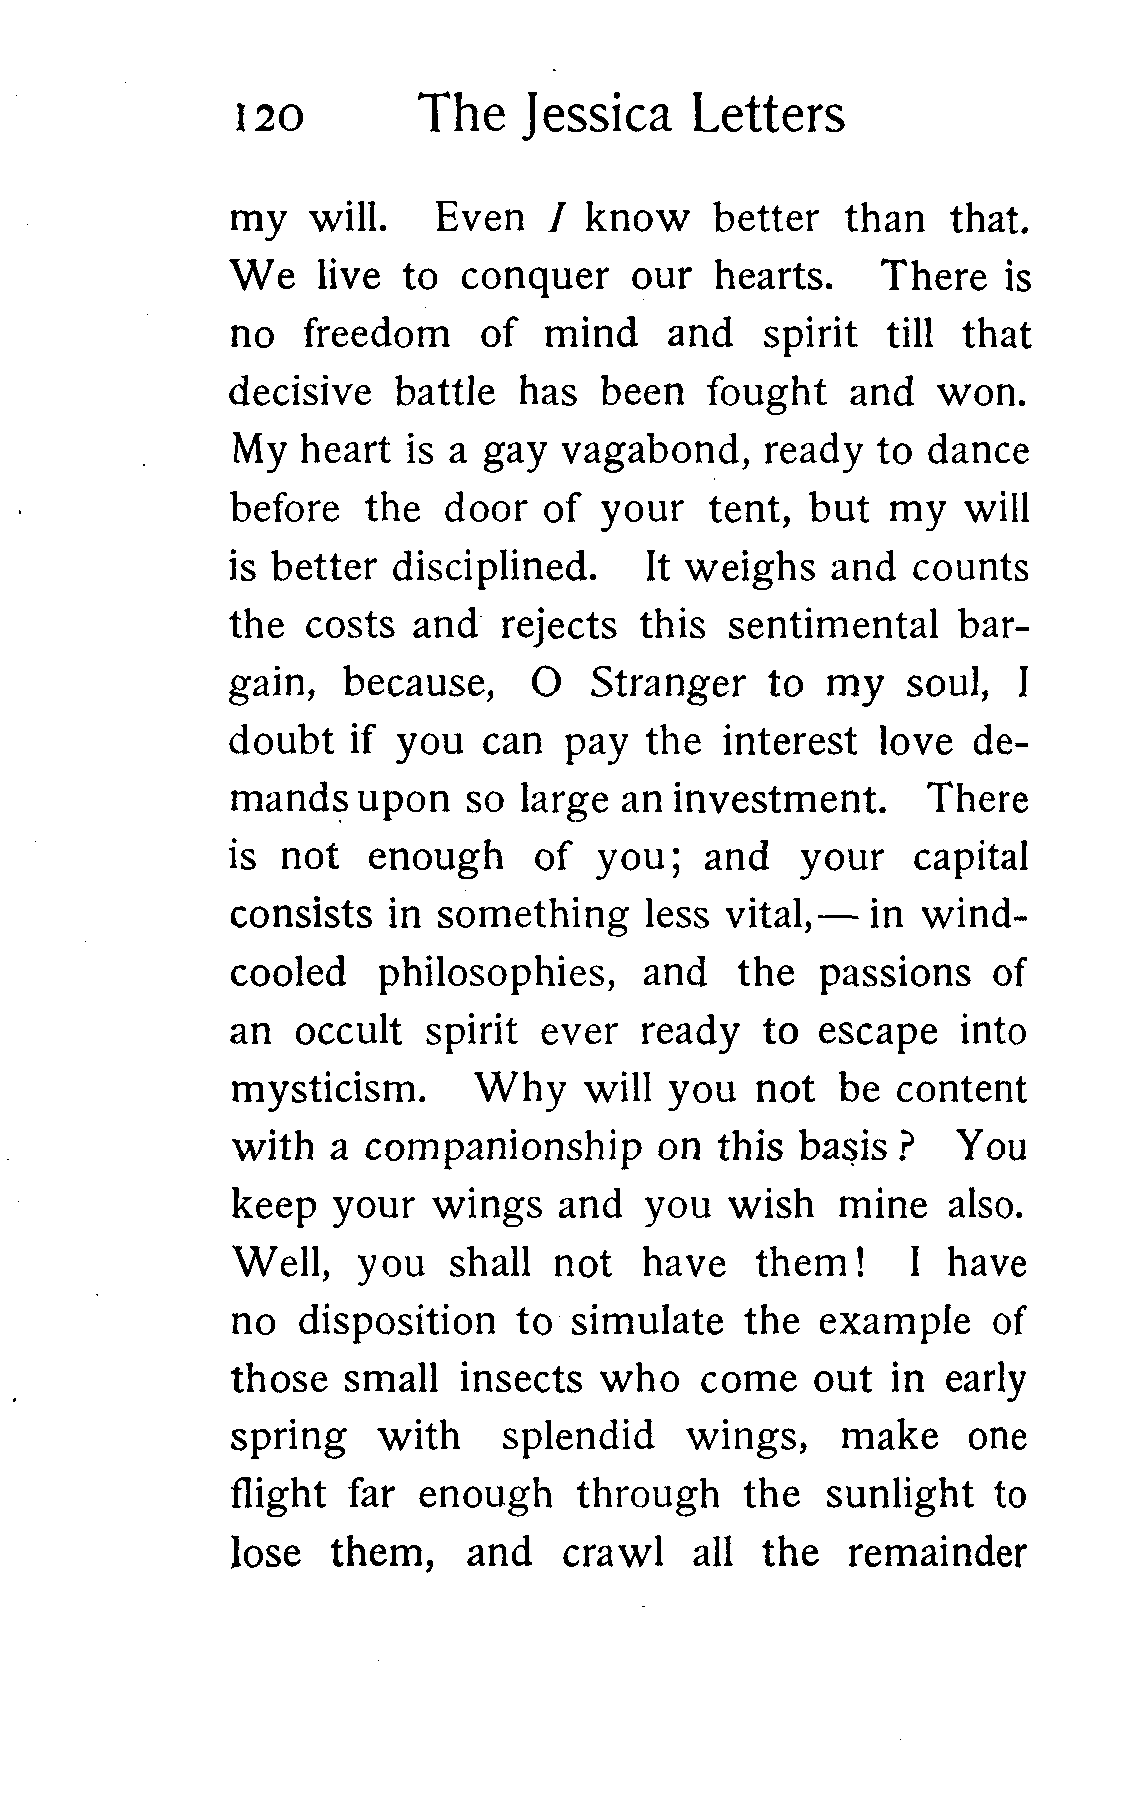 120 The Jessica Letters
my will. Even I know better than that.
We live to conquer our hearts. There is
no freedom of mind and spirit till that
decisive battle has been fought and won.
My heart is a gay vagabond, ready to dance
before the door of your tent, but my will
is better disciplined. It weighs and counts
the costs and rejects this sentimental bar-
gain, because, O Stranger to my soul, I
doubt if you can pay the interest love de-
mands upon so large an investment. There
is not enough of you; and your capital
consists in something less vital,— in wind-
cooled philosophies, and the passions of
an occult spirit ever ready to escape into
mysticism. Why will you not be content
with a companionship on this basis? You
keep your wings and you wish mine also.
Well, you shall not have them! I have
no disposition to simulate the example of
those small insects who come out in early
spring with splendid wings, make one
flight far enough through the sunlight to
lose them, and crawl all the remainder